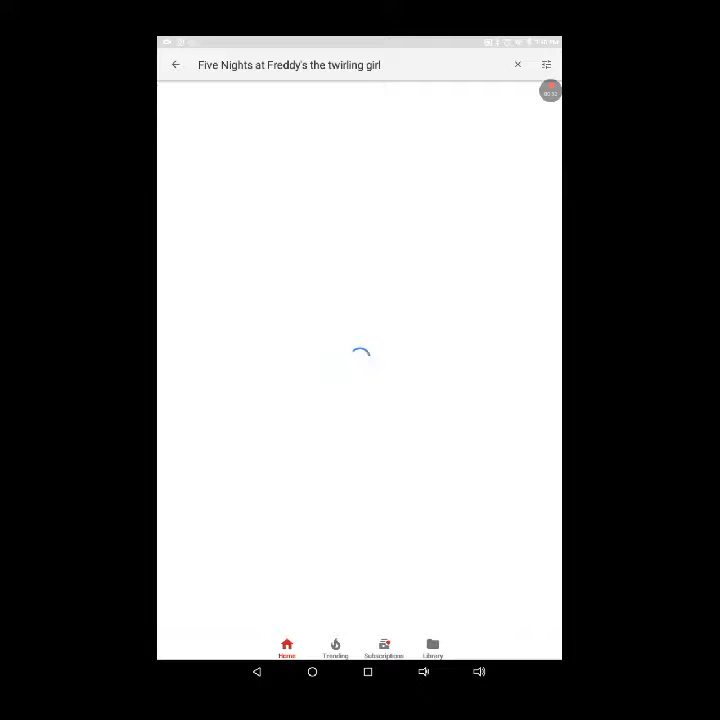 Five Nights at Freddy's the twirling girl
Home
Trending
Subscriptions
Library